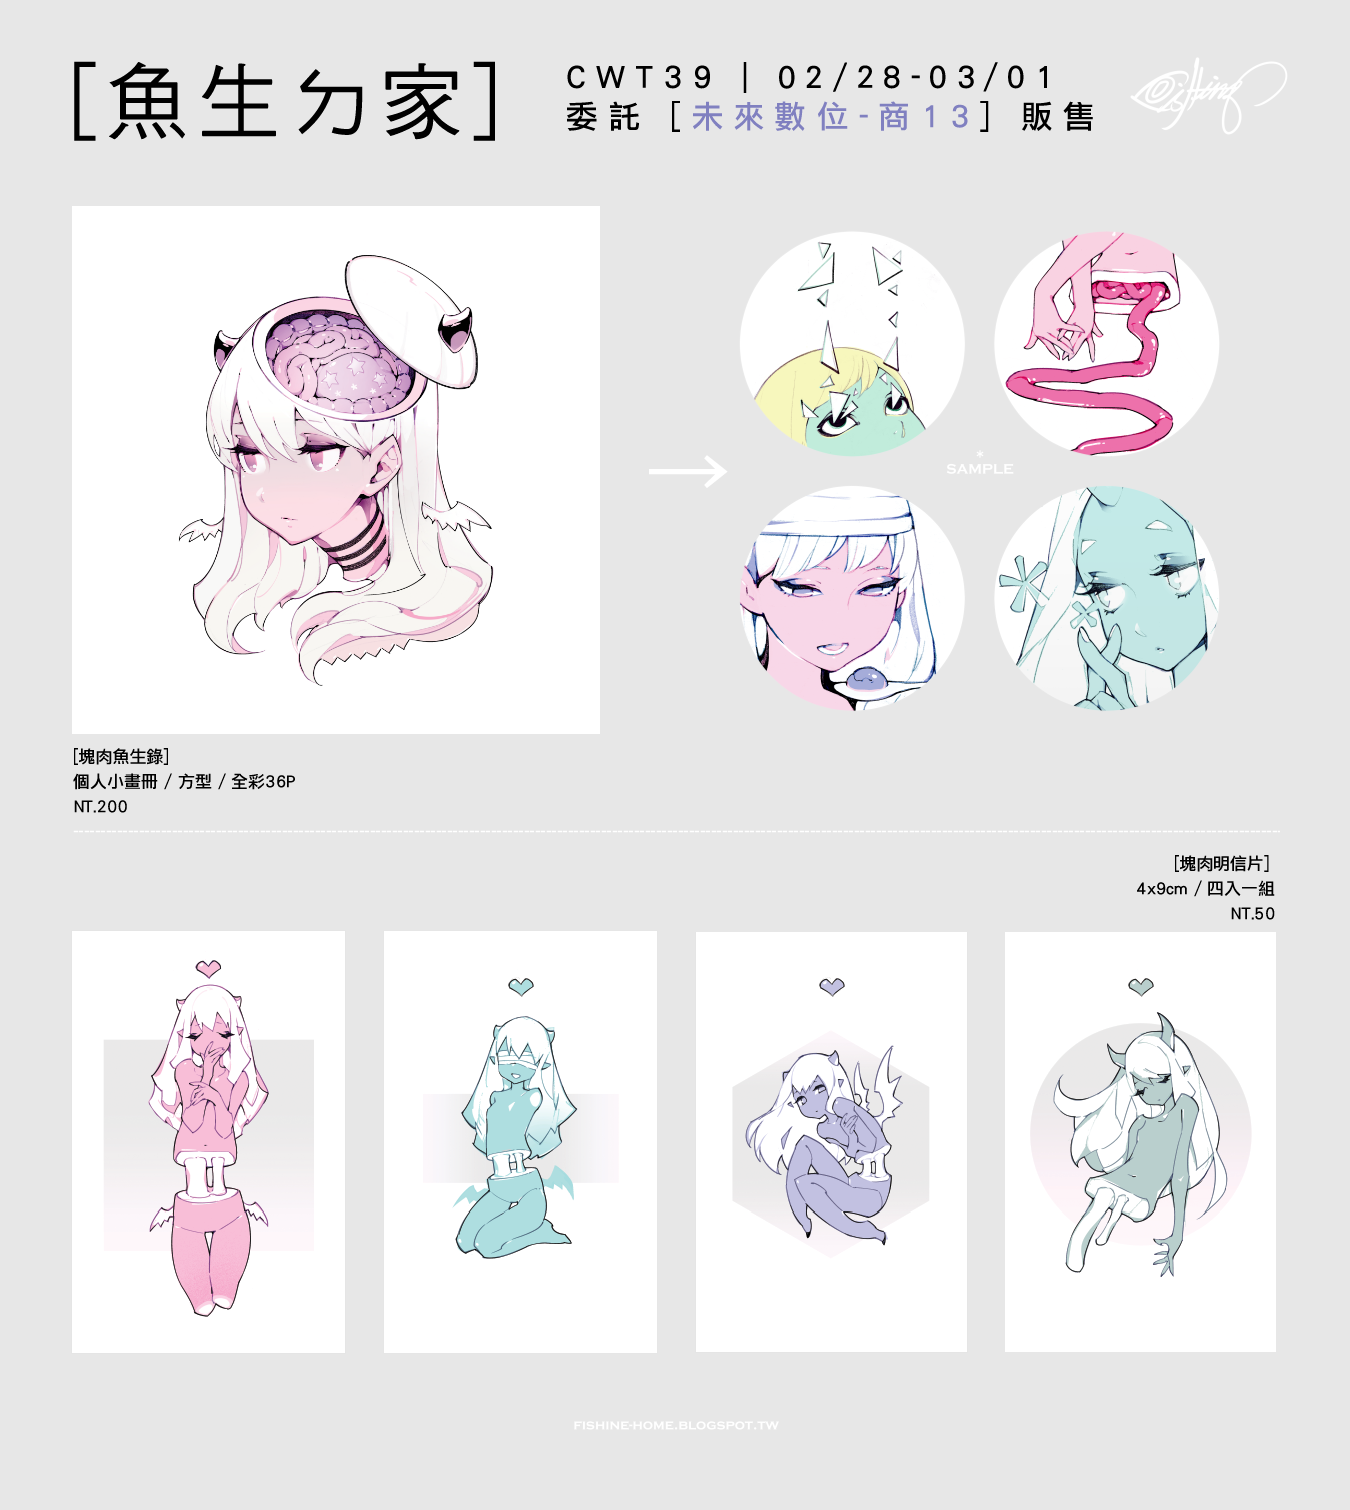 [魚生ㄉ家]
CWT39 | 02/28-03/01
委託 [未來數位-商13] 販售
Fishine
SAMPLE
[塊肉魚生錄]
個人小畫冊 / 方型 / 全彩36P
NT.200
[塊肉明信片]
4x9cm / 四入一組
NT.50
FISHINE-HOME.BLOGSPOT.TW